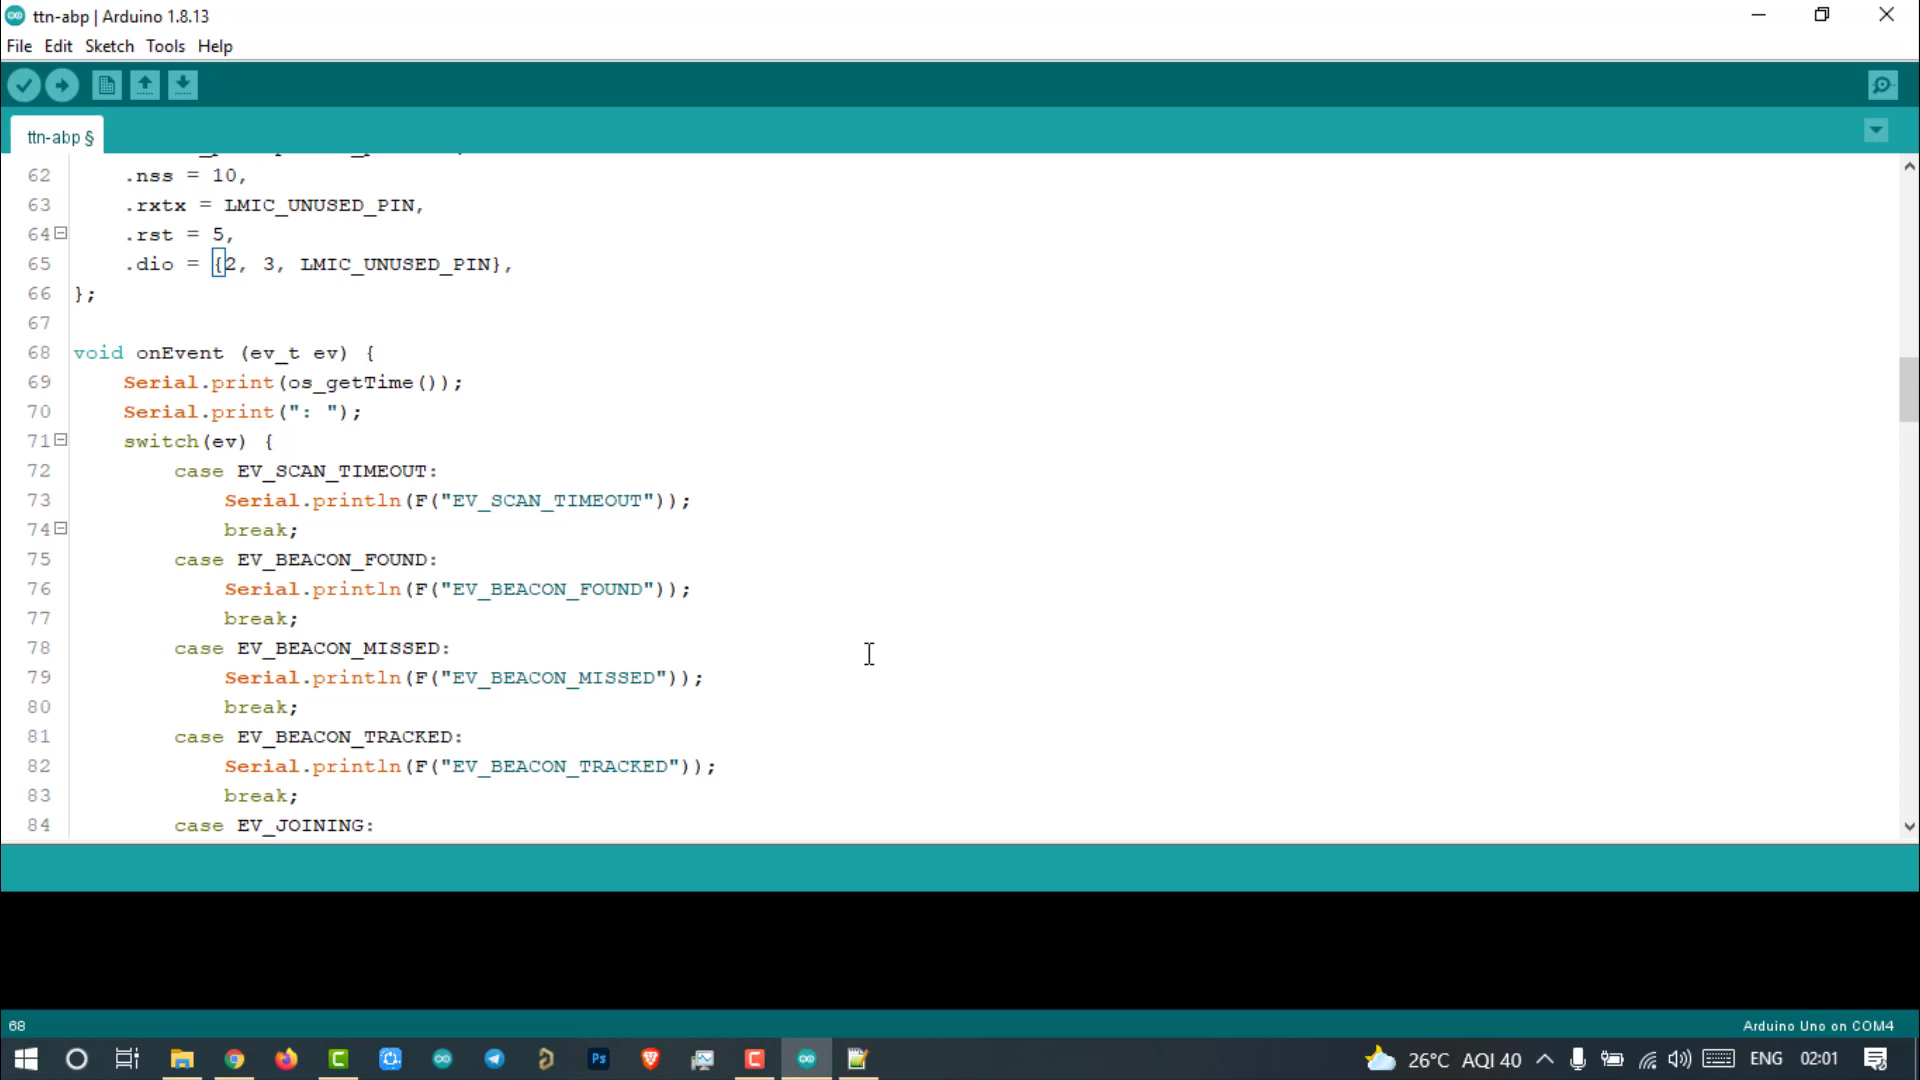 ttn-abp | Arduino 1.8.13
File Edit Sketch Tools Help
ttn-abp §
62 .nss = 10,
63 .rxtx = LMIC_UNUSED_PIN,
64 .rst = 5,
65 .dio = {2, 3, LMIC_UNUSED_PIN},
66 };
67
68 void onEvent (ev_t ev) {
69 Serial.print(os_getTime());
70 Serial.print(": ");
71 switch(ev) {
72 case EV_SCAN_TIMEOUT:
73 Serial.println(F("EV_SCAN_TIMEOUT"));
74 break;
75 case EV_BEACON_FOUND:
76 Serial.println(F("EV_BEACON_FOUND"));
77 break;
78 case EV_BEACON_MISSED:
79 Serial.println(F("EV_BEACON_MISSED"));
80 break;
81 case EV_BEACON_TRACKED:
82 Serial.println(F("EV_BEACON_TRACKED"));
83 break;
84 case EV_JOINING:
68 Arduino Uno on COM4
Ps 26°C AQI 40 ENG 02:01